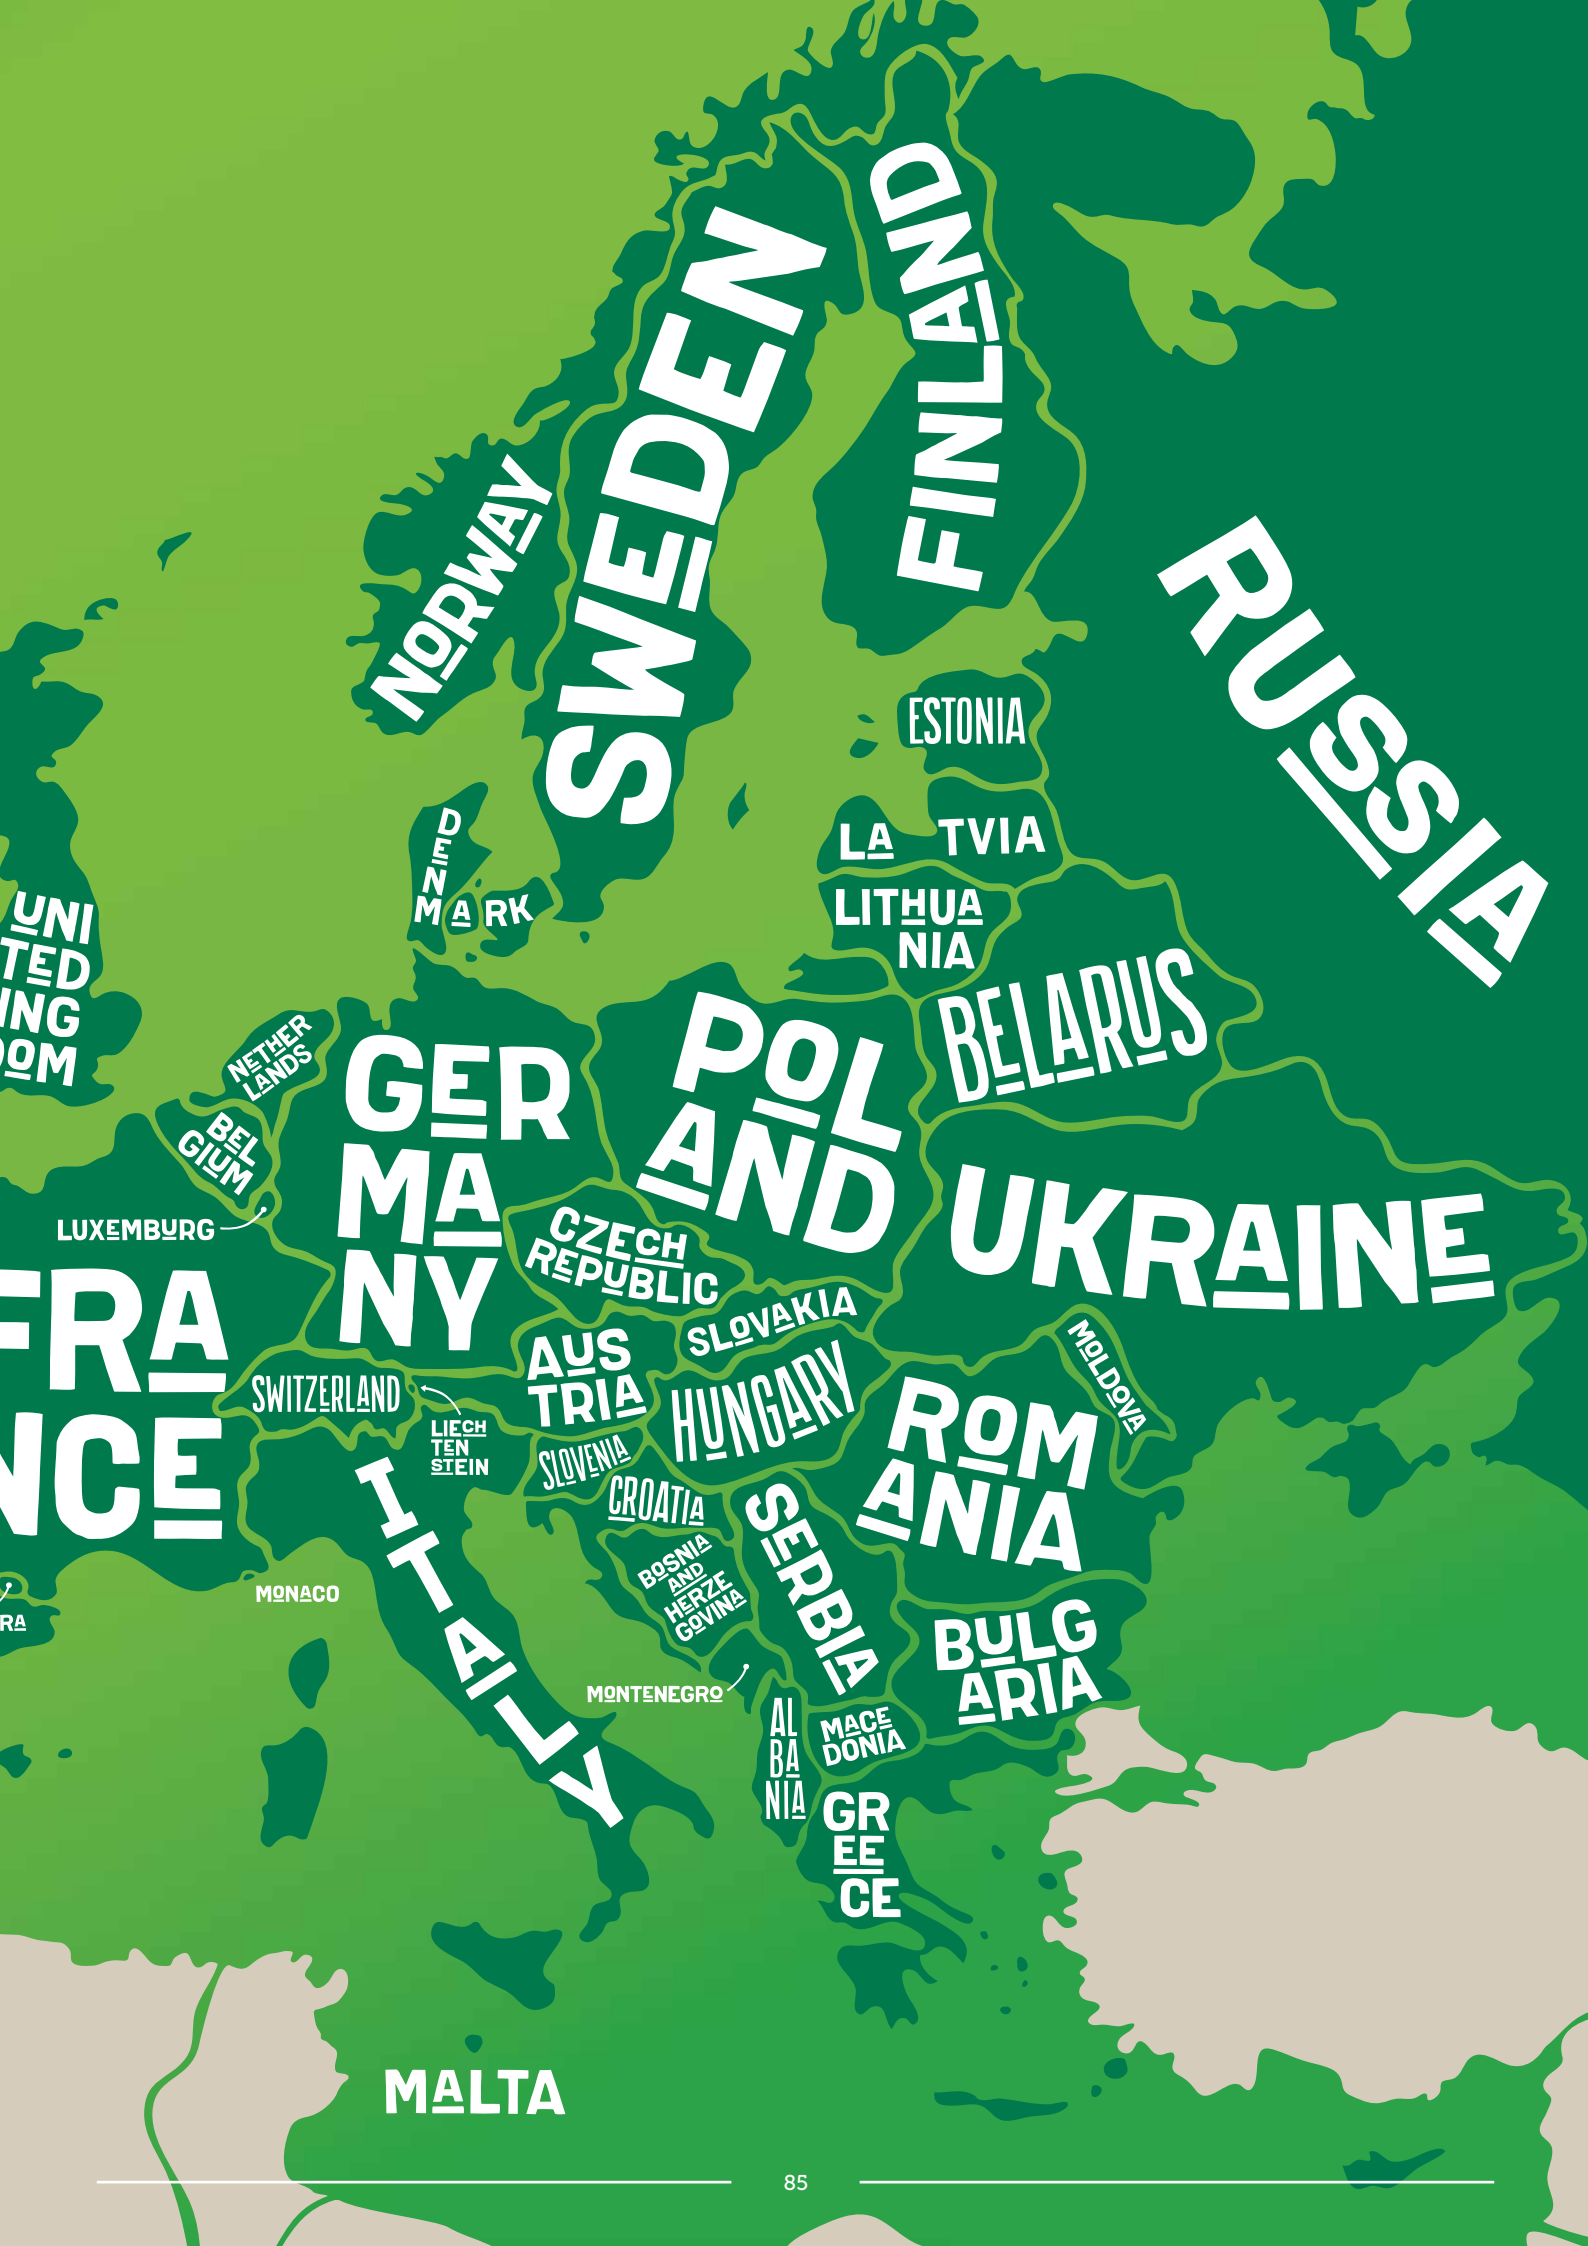 SWEDEN
FINLAND
NORWAY
RUSSIA
ESTONIA
LA TVIA
LITHUA
NIA
D
E
N
MARK
UNI
TED
ING
OM
BELARUS
POL
AND
NETHER
LANDS
GER
MA
NY
BEL
GIUM
LUXEMBURG
UKRAINE
CZECH
REPUBLIC
SLOVAKIA
FRA
NCE
AUS
TRIA
HUNGARY
MOLDOVA
SWITZERLAND
LIECH
TEN
STEIN
ROM
ANIA
SLOVENIA
CROATIA
ITALY
SERBIA
BOSNIA
AND
HERZE
GOVINA
MONACO
RA
BULG
ARIA
MONTENEGRO
AL
BA
NIA
MACE
DONIA
GR
EE
CE
MALTA
85